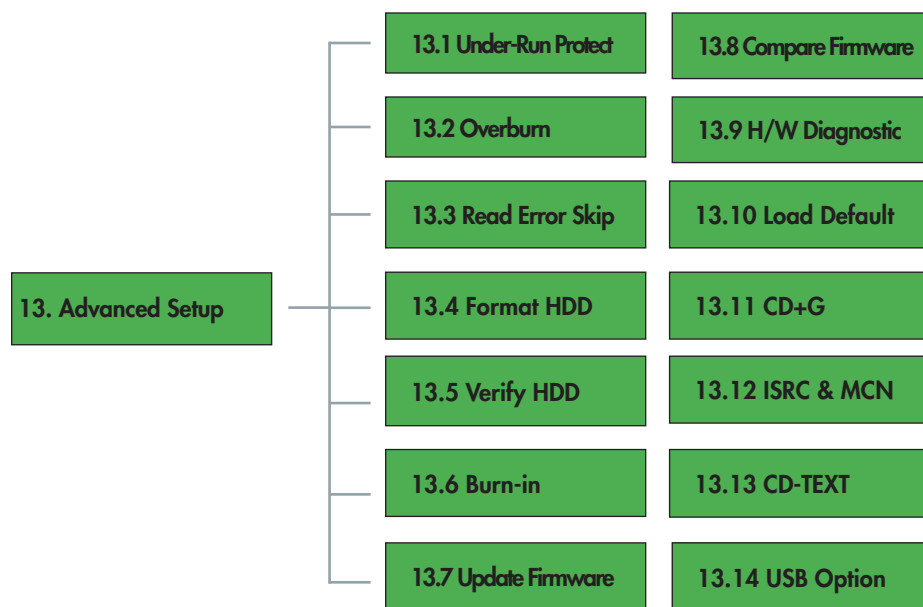 13. Advanced Setup
13.1 Under-Run Protect
13.2 Overburn
13.3 Read Error Skip
13.4 Format HDD
13.5 Verify HDD
13.6 Burn-in
13.7 Update Firmware
13.8 Compare Firmware
13.9 H/W Diagnostic
13.10 Load Default
13.11 CD+G
13.12 ISRC & MCN
13.13 CD-TEXT
13.14 USB Option